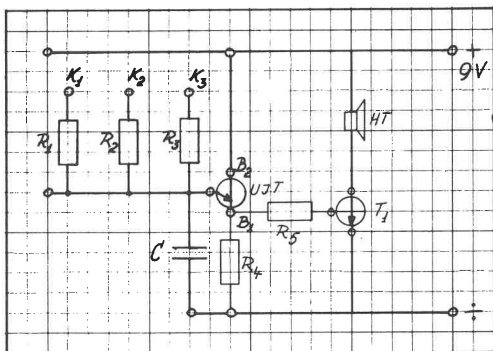 +
9V
K1 K2 K3
R1 R2 R3
HT
B2
UJT
T1
B1
R5
C
R4
÷